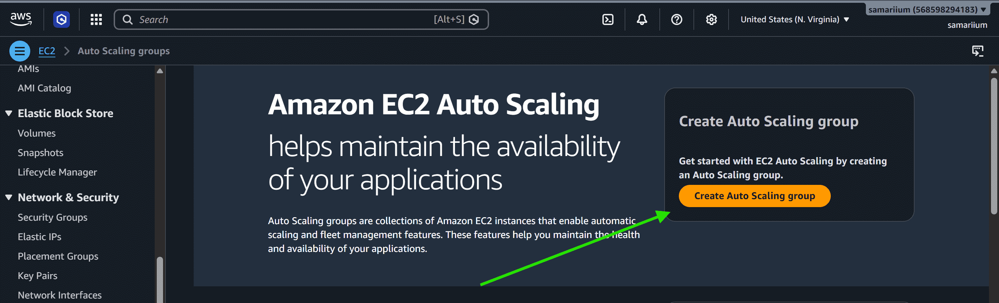 aws
Search
[Alt+S]
United States (N. Virginia)
samariium (568598294183)
samariium
EC2
Auto Scaling groups
AMIs
AMI Catalog
Elastic Block Store
Volumes
Snapshots
Lifecycle Manager
Network & Security
Security Groups
Elastic IPs
Placement Groups
Key Pairs
Network Interfaces
Amazon EC2 Auto Scaling
helps maintain the availability
of your applications
Auto Scaling groups are collections of Amazon EC2 instances that enable automatic
scaling and fleet management features. These features help you maintain the health
and availability of your applications.
Create Auto Scaling group
Get started with EC2 Auto Scaling by creating
an Auto Scaling group.
Create Auto Scaling group